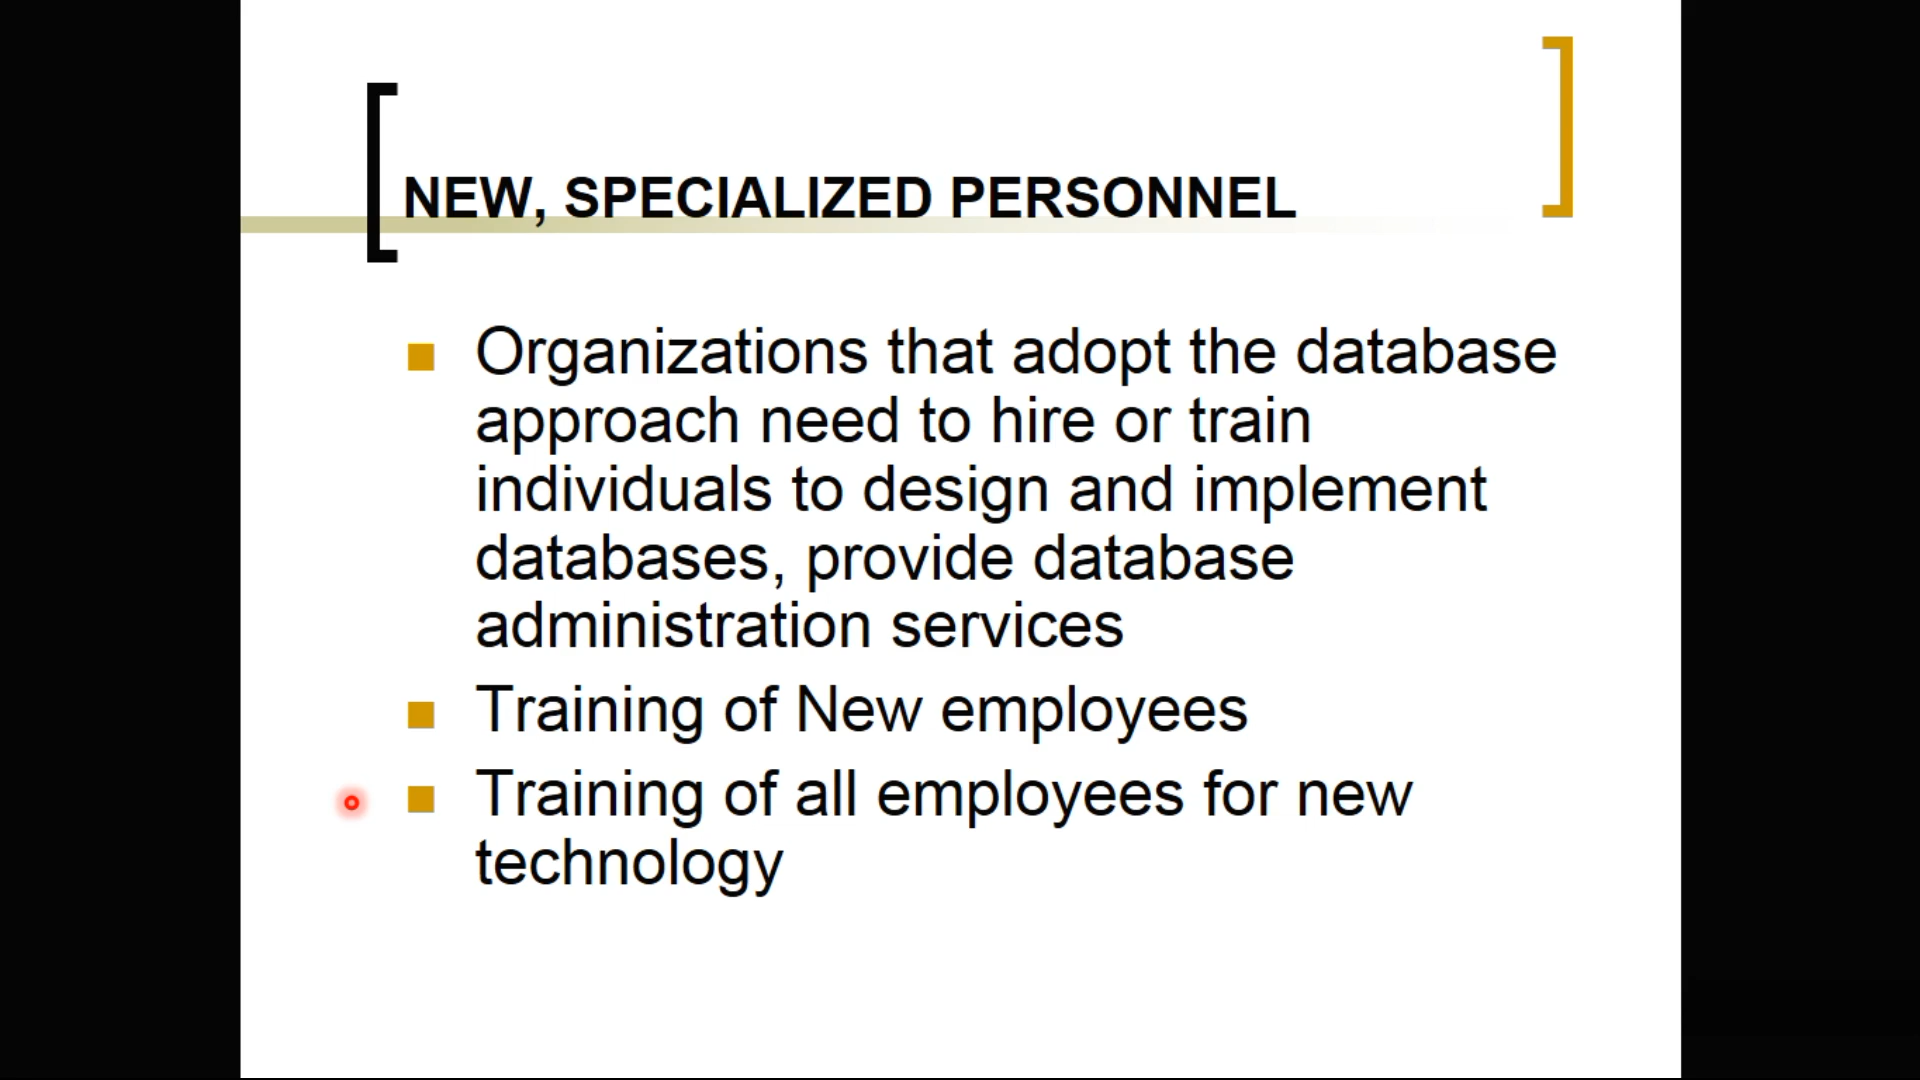 NEW, SPECIALIZED PERSONNEL
Organizations that adopt the database
approach need to hire or train
individuals to design and implement
databases, provide database
administration services
Training of New employees
Training of all employees for new
technology